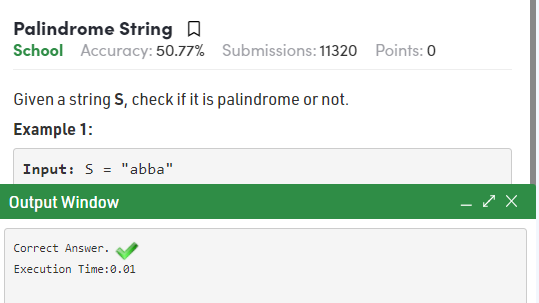 Palindrome String
School Accuracy: 50.77% Submissions: 11320 Points: 0
Given a string S, check if it is palindrome or not.
Example 1:
Input: S = "abba"
Output Window
Correct Answer.
Execution Time:0.01